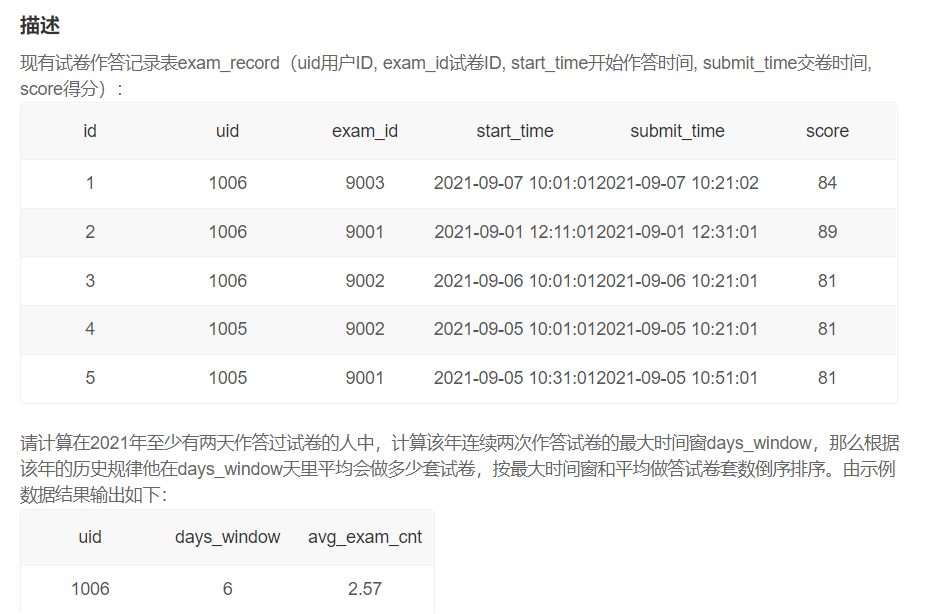 描述
现有试卷作答记录表exam_record（uid用户ID, exam_id试卷ID, start_time开始作答时间, submit_time交卷时间,
score得分）:
id uid exam_id start_time submit_time score
1 1006 9003 2021-09-07 10:01:01 2021-09-07 10:21:02 84
2 1006 9001 2021-09-01 12:11:01 2021-09-01 12:31:01 89
3 1006 9002 2021-09-06 10:01:01 2021-09-06 10:21:01 81
4 1005 9002 2021-09-05 10:01:01 2021-09-05 10:21:01 81
5 1005 9001 2021-09-05 10:31:01 2021-09-05 10:51:01 81
请计算在2021年至少有两天作答过试卷的人中，计算该年连续两次作答试卷的最大时间窗days_window，那么根据
该年的历史规律他在days_window天里平均会做多少套试卷，按最大时间窗和平均做答试卷套数倒序排序。由示例
数据结果输出如下:
uid days_window avg_exam_cnt
1006 6 2.57